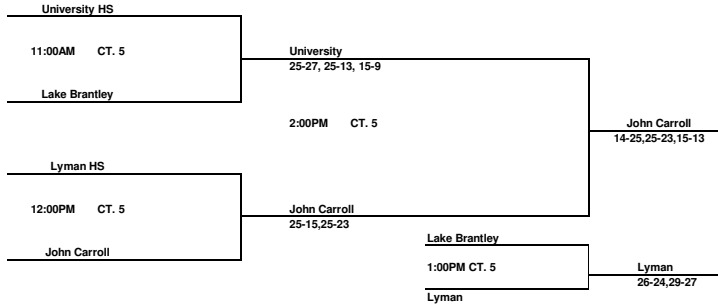 University HS
11:00AM CT. 5
University
25-27, 25-13, 15-9
Lake Brantley
2:00PM CT. 5
John Carroll
14-25,25-23,15-13
Lyman HS
12:00PM CT. 5
John Carroll
25-15,25-23
John Carroll
Lake Brantley
1:00PM CT. 5
Lyman
26-24,29-27
Lyman